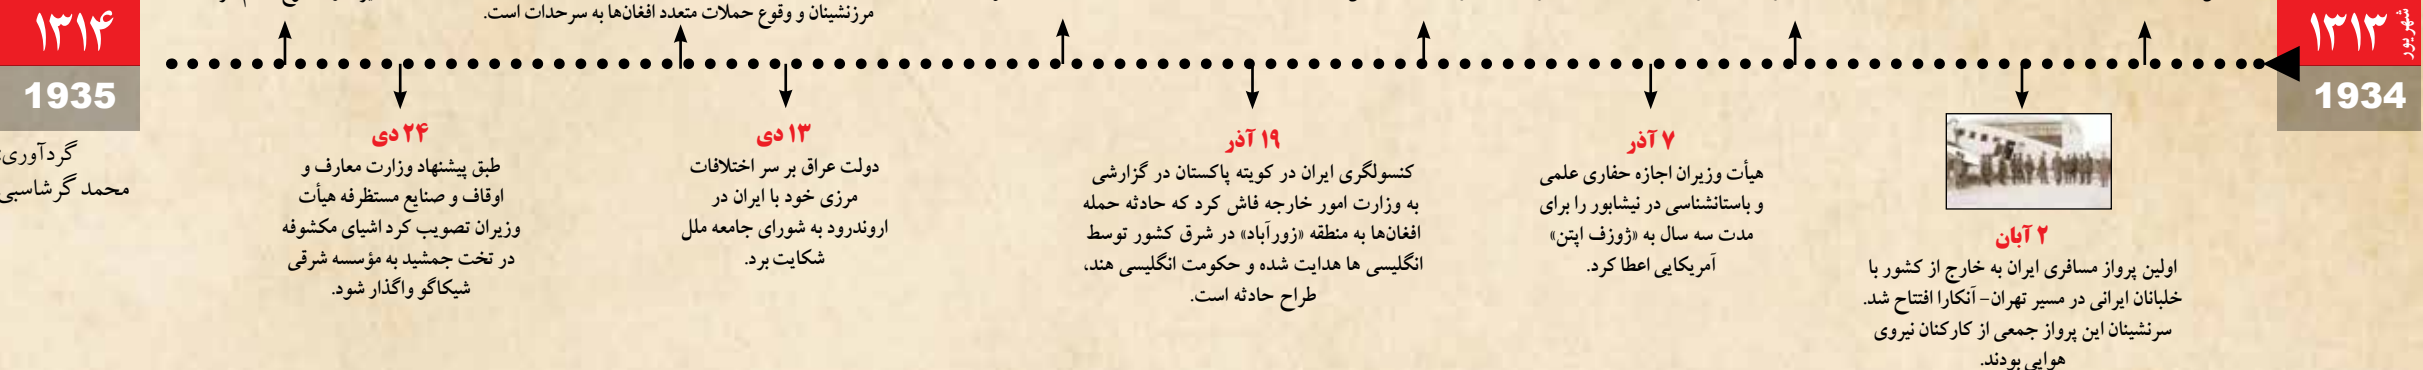 شهریور
۱۳۱۳
1934
مرزنشینان و وقوع حملات متعدد افغان‌ها به سرحدات است.
۲ آبان
اولین پرواز مسافری ایران به خارج از کشور با
خلبانان ایرانی در مسیر تهران- آنکارا افتتاح شد.
سرنشینان این پرواز جمعی از کارکنان نیروی
هوایی بودند.
۷ آذر
هیأت وزیران اجازه حفاری علمی
و باستانشناسی در نیشابور را برای
مدت سه سال به «ژوزف اپتن»
آمریکایی اعطا کرد.
۱۹ آذر
کنسولگری ایران در کویته پاکستان در گزارشی
به وزارت امور خارجه فاش کرد که حادثه حمله
افغان‌ها به منطقه «زورآباد» در شرق کشور توسط
انگلیسی ها هدایت شده و حکومت انگلیسی هند،
طراح حادثه است.
۱۳ دی
دولت عراق بر سر اختلافات
مرزی خود با ایران در
اروندرود به شورای جامعه ملل
شکایت برد.
۲۴ دی
طبق پیشنهاد وزارت معارف و
اوقاف و صنایع مستظرفه هیأت
وزیران تصویب کرد اشیای مکشوفه
در تخت جمشید به مؤسسه شرقی
شیکاگو واگذار شود.
۱۳۱۴
1935
گردآوری:
محمد گرشاسبی